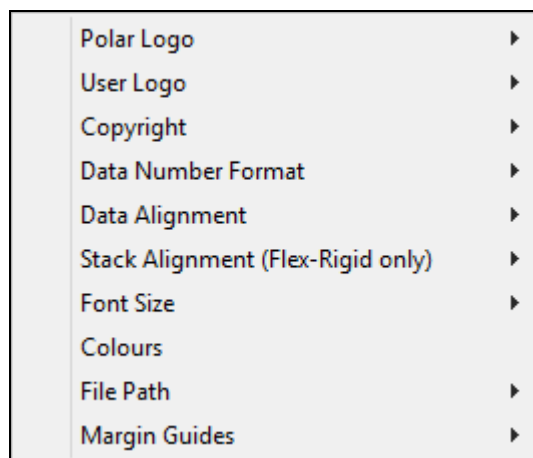 Polar Logo
User Logo
Copyright
Data Number Format
Data Alignment
Stack Alignment (Flex-Rigid only)
Font Size
Colours
File Path
Margin Guides